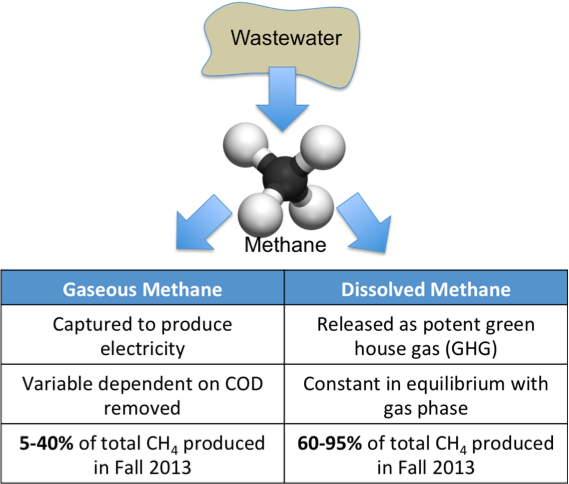 Wastewater
Methane
Gaseous Methane
Dissolved Methane
Captured to produce
electricity
Released as potent green
house gas (GHG)
Variable dependent on COD
removed
Constant in equilibrium with
gas phase
5-40% of total CH₄ produced
in Fall 2013
60-95% of total CH₄ produced
in Fall 2013